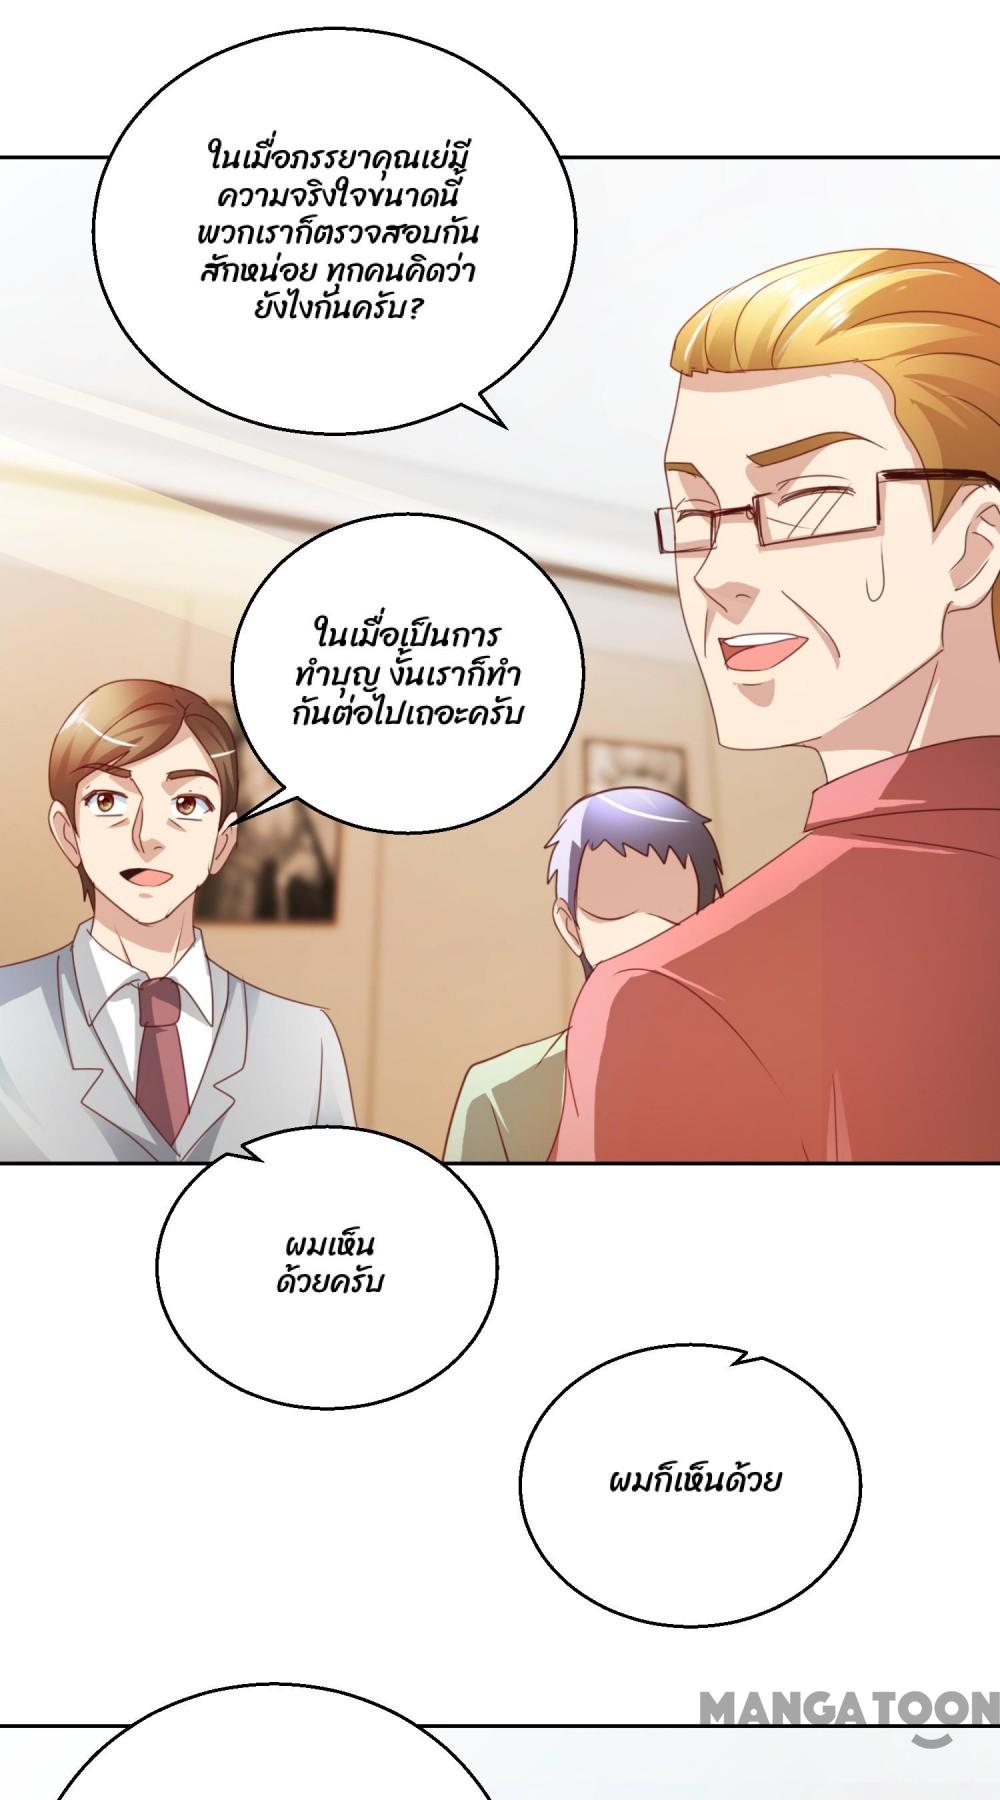 ในเมื่อภรรยาคุณเย่มี
ความจริงใจขนาดนี้
พวกเราก็ตรวจสอบกัน
สักหน่อย ทุกคนคิดว่า
ยังไงกันครับ?
ในเมื่อเป็นการ
ทำบุญ งั้นเราก็ทำ
กันต่อไปเถอะครับ
ผมเห็น
ด้วยครับ
ผมก็เห็นด้วย
MANGATOON